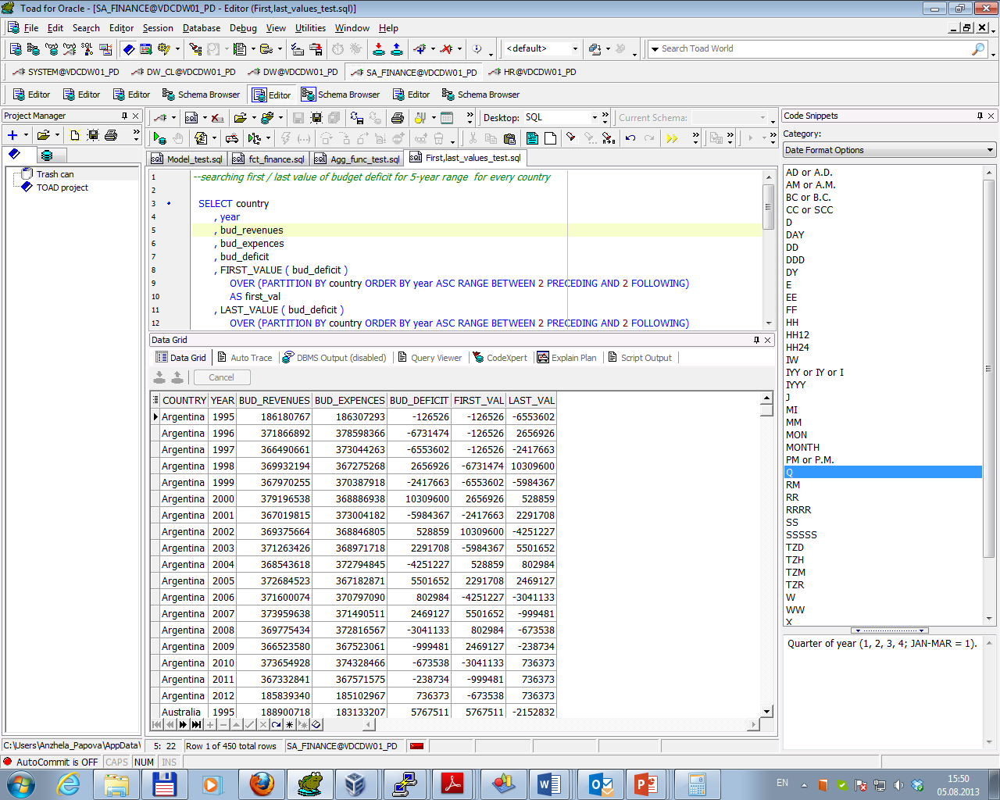 Toad for Oracle - [SA_FINANCE@VDCDW01_PD - Editor (First,last_values_test.sql)]
File Edit Search Editor Session Database Debug View Utilities Window Help
<default> Search Toad World
SYSTEM@VDCDW01_PD DW_CL@VDCDW01_PD DW@VDCDW01_PD SA_FINANCE@VDCDW01_PD HR@VDCDW01_PD
Editor Editor Editor Schema Browser Editor Schema Browser Editor Schema Browser
Project Manager
Trash can
TOAD project
SQL Desktop: SQL Current Schema:
Model_test.sql fct_finance.sql Agg_func_test.sql First,last_values_test.sql
1 --searching first / last value of budget deficit for 5-year range  for every country
2
3 SELECT country
4 , year
5 , bud_revenues
6 , bud_expences
7 , bud_deficit
8 , FIRST_VALUE ( bud_deficit )
9 OVER (PARTITION BY country ORDER BY year ASC RANGE BETWEEN 2 PRECEDING AND 2 FOLLOWING)
10 AS first_val
11 , LAST_VALUE ( bud_deficit )
12 OVER (PARTITION BY country ORDER BY year ASC RANGE BETWEEN 2 PRECEDING AND 2 FOLLOWING)
Data Grid
Data Grid Auto Trace DBMS Output (disabled) Query Viewer CodeXpert Explain Plan Script Output
Cancel
COUNTRY YEAR BUD_REVENUES BUD_EXPENCES BUD_DEFICIT FIRST_VAL LAST_VAL
Argentina 1995 186180767 186307293 -126526 -126526 -6553602
Argentina 1996 371866892 378598366 -6731474 -126526 2656926
Argentina 1997 366490661 373044263 -6553602 -126526 -2417663
Argentina 1998 369932194 367275268 2656926 -6731474 10309600
Argentina 1999 367970255 370387918 -2417663 -6553602 -5984367
Argentina 2000 379196538 368886938 10309600 2656926 528859
Argentina 2001 367019815 373004182 -5984367 -2417663 2291708
Argentina 2002 369375664 368846805 528859 10309600 -4251227
Argentina 2003 371263426 368971718 2291708 -5984367 5501652
Argentina 2004 368543618 372794845 -4251227 528859 802984
Argentina 2005 372684523 367182871 5501652 2291708 2469127
Argentina 2006 371600074 370797090 802984 -4251227 -3041133
Argentina 2007 373959638 371490511 2469127 5501652 -999481
Argentina 2008 369775434 372816567 -3041133 802984 -673538
Argentina 2009 366523580 367523061 -999481 2469127 -238734
Argentina 2010 373654928 374328466 -673538 -3041133 736373
Argentina 2011 367332841 367571575 -238734 -999481 736373
Argentina 2012 185839340 185102967 736373 -673538 736373
Australia 1995 188900718 183133207 5767511 5767511 -2152832
Code Snippets
Category:
Date Format Options
AD or A.D.
AM or A.M.
BC or B.C.
CC or SCC
D
DAY
DD
DDD
DY
E
EE
FF
HH
HH12
HH24
IW
IYY or IY or I
IYYY
J
MI
MM
MON
MONTH
PM or P.M.
Q
RM
RR
RRRR
SS
SSSSS
TZD
TZH
TZM
TZR
W
WW
X
Quarter of year (1, 2, 3, 4; JAN-MAR = 1).
C:\Users\Anzhela_Papova\AppData\ 5: 22 Row 1 of 450 total rows SA_FINANCE@VDCDW01_PD
AutoCommit is OFF CAPS NUM INS
EN 15:50
05.08.2013